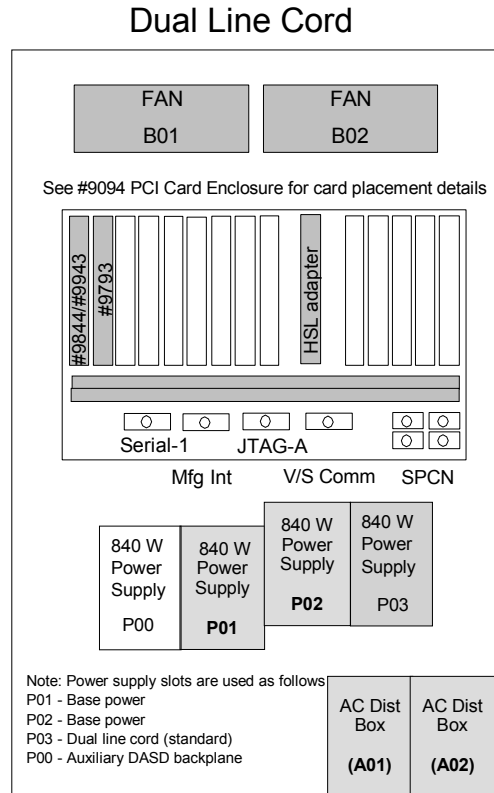 Dual Line Cord
FAN
B01
FAN
B02
See #9094 PCI Card Enclosure for card placement details
#9844/#9943
#9793
HSL adapter
Serial-1
JTAG-A
Mfg Int
V/S Comm
SPCN
840 W
Power
Supply
P00
840 W
Power
Supply
P01
840 W
Power
Supply
P02
840 W
Power
Supply
P03
Note: Power supply slots are used as follows
P01 - Base power
P02 - Base power
P03 - Dual line cord (standard)
P00 - Auxiliary DASD backplane
AC Dist
Box
(A01)
AC Dist
Box
(A02)